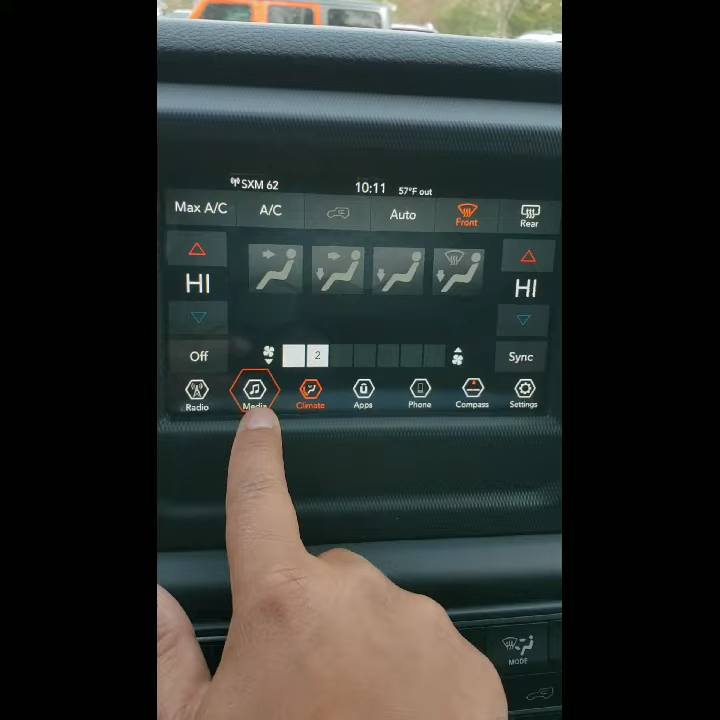 SXM 62 10:11 57°F out
Max A/C A/C Auto Front Rear
HI HI
Off 2 Sync
Radio Media Climate Apps Phone Compass Settings
MODE